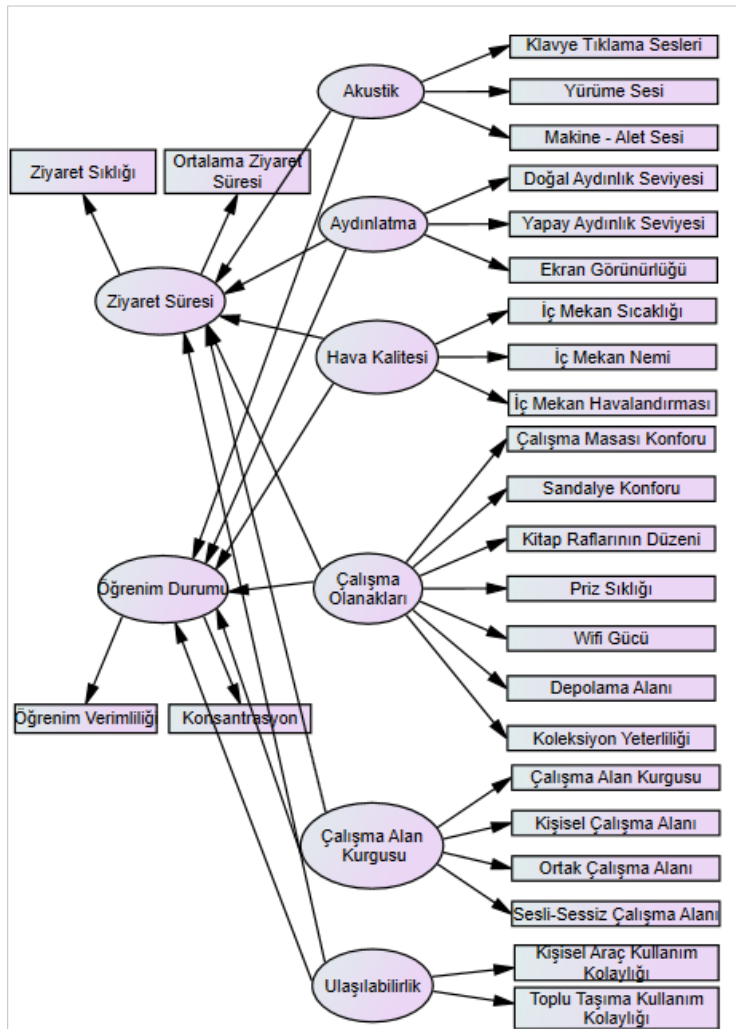 Klavye Tıklama Sesleri
Akustik
Yürüme Sesi
Makine - Alet Sesi
Ziyaret Sıklığı
Ortalama Ziyaret
Süresi
Doğal Aydınlık Seviyesi
Aydınlatma
Yapay Aydınlık Seviyesi
Ekran Görünürlüğü
Ziyaret Süresi
İç Mekan Sıcaklığı
Hava Kalitesi
İç Mekan Nemi
İç Mekan Havalandırması
Çalışma Masası Konforu
Sandalye Konforu
Kitap Raflarının Düzeni
Öğrenim Durumu
Çalışma
Olanakları
Priz Sıklığı
Wifi Gücü
Depolama Alanı
Koleksiyon Yeterliliği
Öğrenim Verimliliği
Konsantrasyon
Çalışma Alan Kurgusu
Kişisel Çalışma Alanı
Çalışma Alan
Kurgusu
Ortak Çalışma Alanı
Sesli-Sessiz Çalışma Alanı
Kişisel Araç Kullanım
Kolaylığı
Ulaşılabilirlik
Toplu Taşıma Kullanım
Kolaylığı